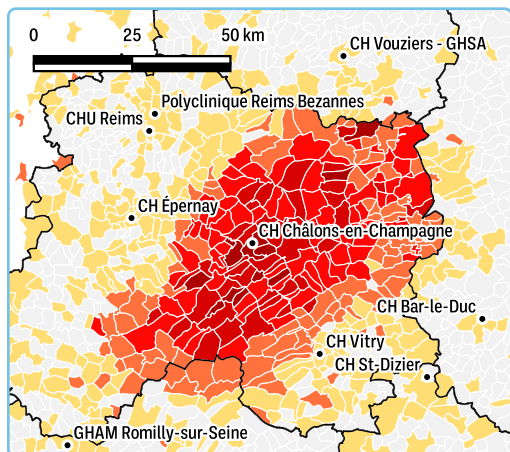 0 25 50 km
CH Vouziers - GHSA
Polyclinique Reims Bezannes
CHU Reims
CH Épernay
CH Châlons-en-Champagne
CH Bar-le-Duc
CH Vitry
CH St-Dizier
GHAM Romilly-sur-Seine